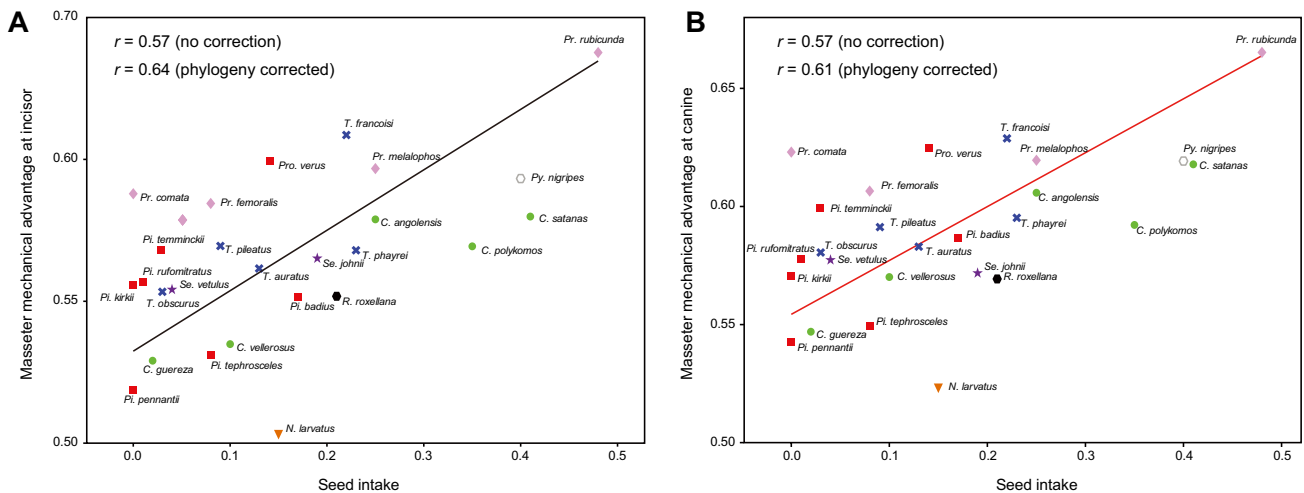 A
r = 0.57 (no correction)
r = 0.64 (phylogeny corrected)
Masseter mechanical advantage at incisor
0.70
0.60
0.55
0.50
Pr. rubicunda
T. francoisi
Pro. verus
Pr. melalophos
Py. nigripes
Pr. comata
Pr. femoralis
C. satanas
C. angolensis
Pi. temminckii
T. pileatus
T. phayrei
C. polykomos
Se. johnii
T. auratus
Pi. rufomitratus
Se. vetulus
Pi. kirkii
T. obscurus
Pi. badius
R. roxellana
C. vellerosus
Pi. tephrosceles
C. guereza
Pi. pennantii
N. larvatus
0.0 0.1 0.2 0.3 0.4 0.5
Seed intake
B
r = 0.57 (no correction)
r = 0.61 (phylogeny corrected)
Masseter mechanical advantage at canine
0.65
0.60
0.55
0.50
Pr. rubicunda
T. francoisi
Pr. comata
Pro. verus
Pr. melalophos
Py. nigripes
C. satanas
Pr. femoralis
C. angolensis
Pi. temminckii
T. pileatus
T. phayrei
C. polykomos
Pi. badius
Pi. rufomitratus
T. obscurus
T. auratus
Se. vetulus
Se. johnii
Pi. kirkii
C. vellerosus
R. roxellana
C. guereza
Pi. tephrosceles
Pi. pennantii
N. larvatus
0.0 0.1 0.2 0.3 0.4 0.5
Seed intake